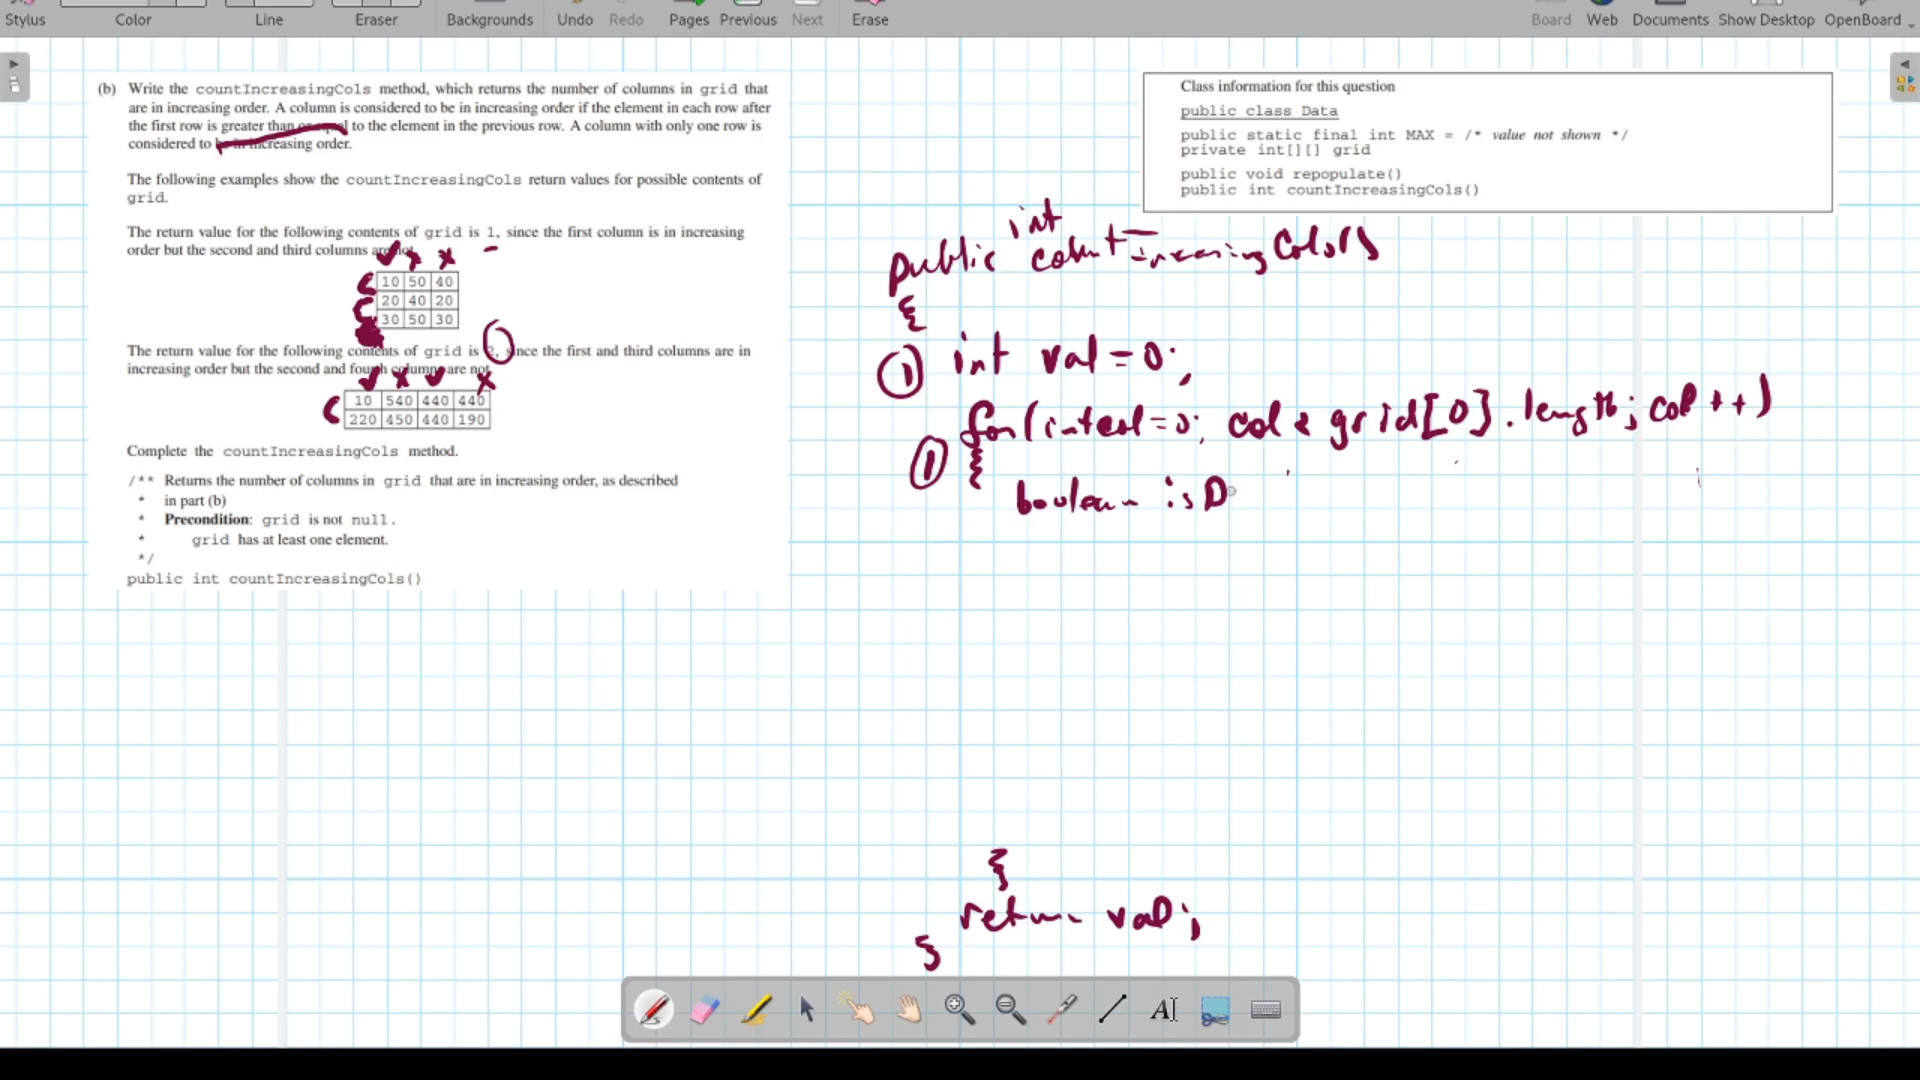 Stylus Color Line Eraser Backgrounds Undo Redo Pages Previous Next Erase Board Web Documents Show Desktop OpenBoard
(b) Write the countIncreasingCols method, which returns the number of columns in grid that
are in increasing order. A column is considered to be in increasing order if the element in each row after
the first row is greater than or equal to the element in the previous row. A column with only one row is
considered to be in increasing order.
The following examples show the countIncreasingCols return values for possible contents of
grid.
The return value for the following contents of grid is 1, since the first column is in increasing
order but the second and third columns are not.
10 50 40
20 40 20
30 50 30
The return value for the following contents of grid is 2, since the first and third columns are in
increasing order but the second and fourth columns are not.
10 540 440 440
220 450 440 190
Complete the countIncreasingCols method.
/** Returns the number of columns in grid that are in increasing order, as described
* in part (b)
* Precondition: grid is not null.
* grid has at least one element.
*/
public int countIncreasingCols()
Class information for this question
public class Data
public static final int MAX = /* value not shown */
private int[][] grid
public void repopulate()
public int countIncreasingCols()
int
public count Increasing Colors
{
① int val = 0;
for(int col = 0; col < grid[0].length; col++)
① {
boolean isD
}
return val;
}
AI